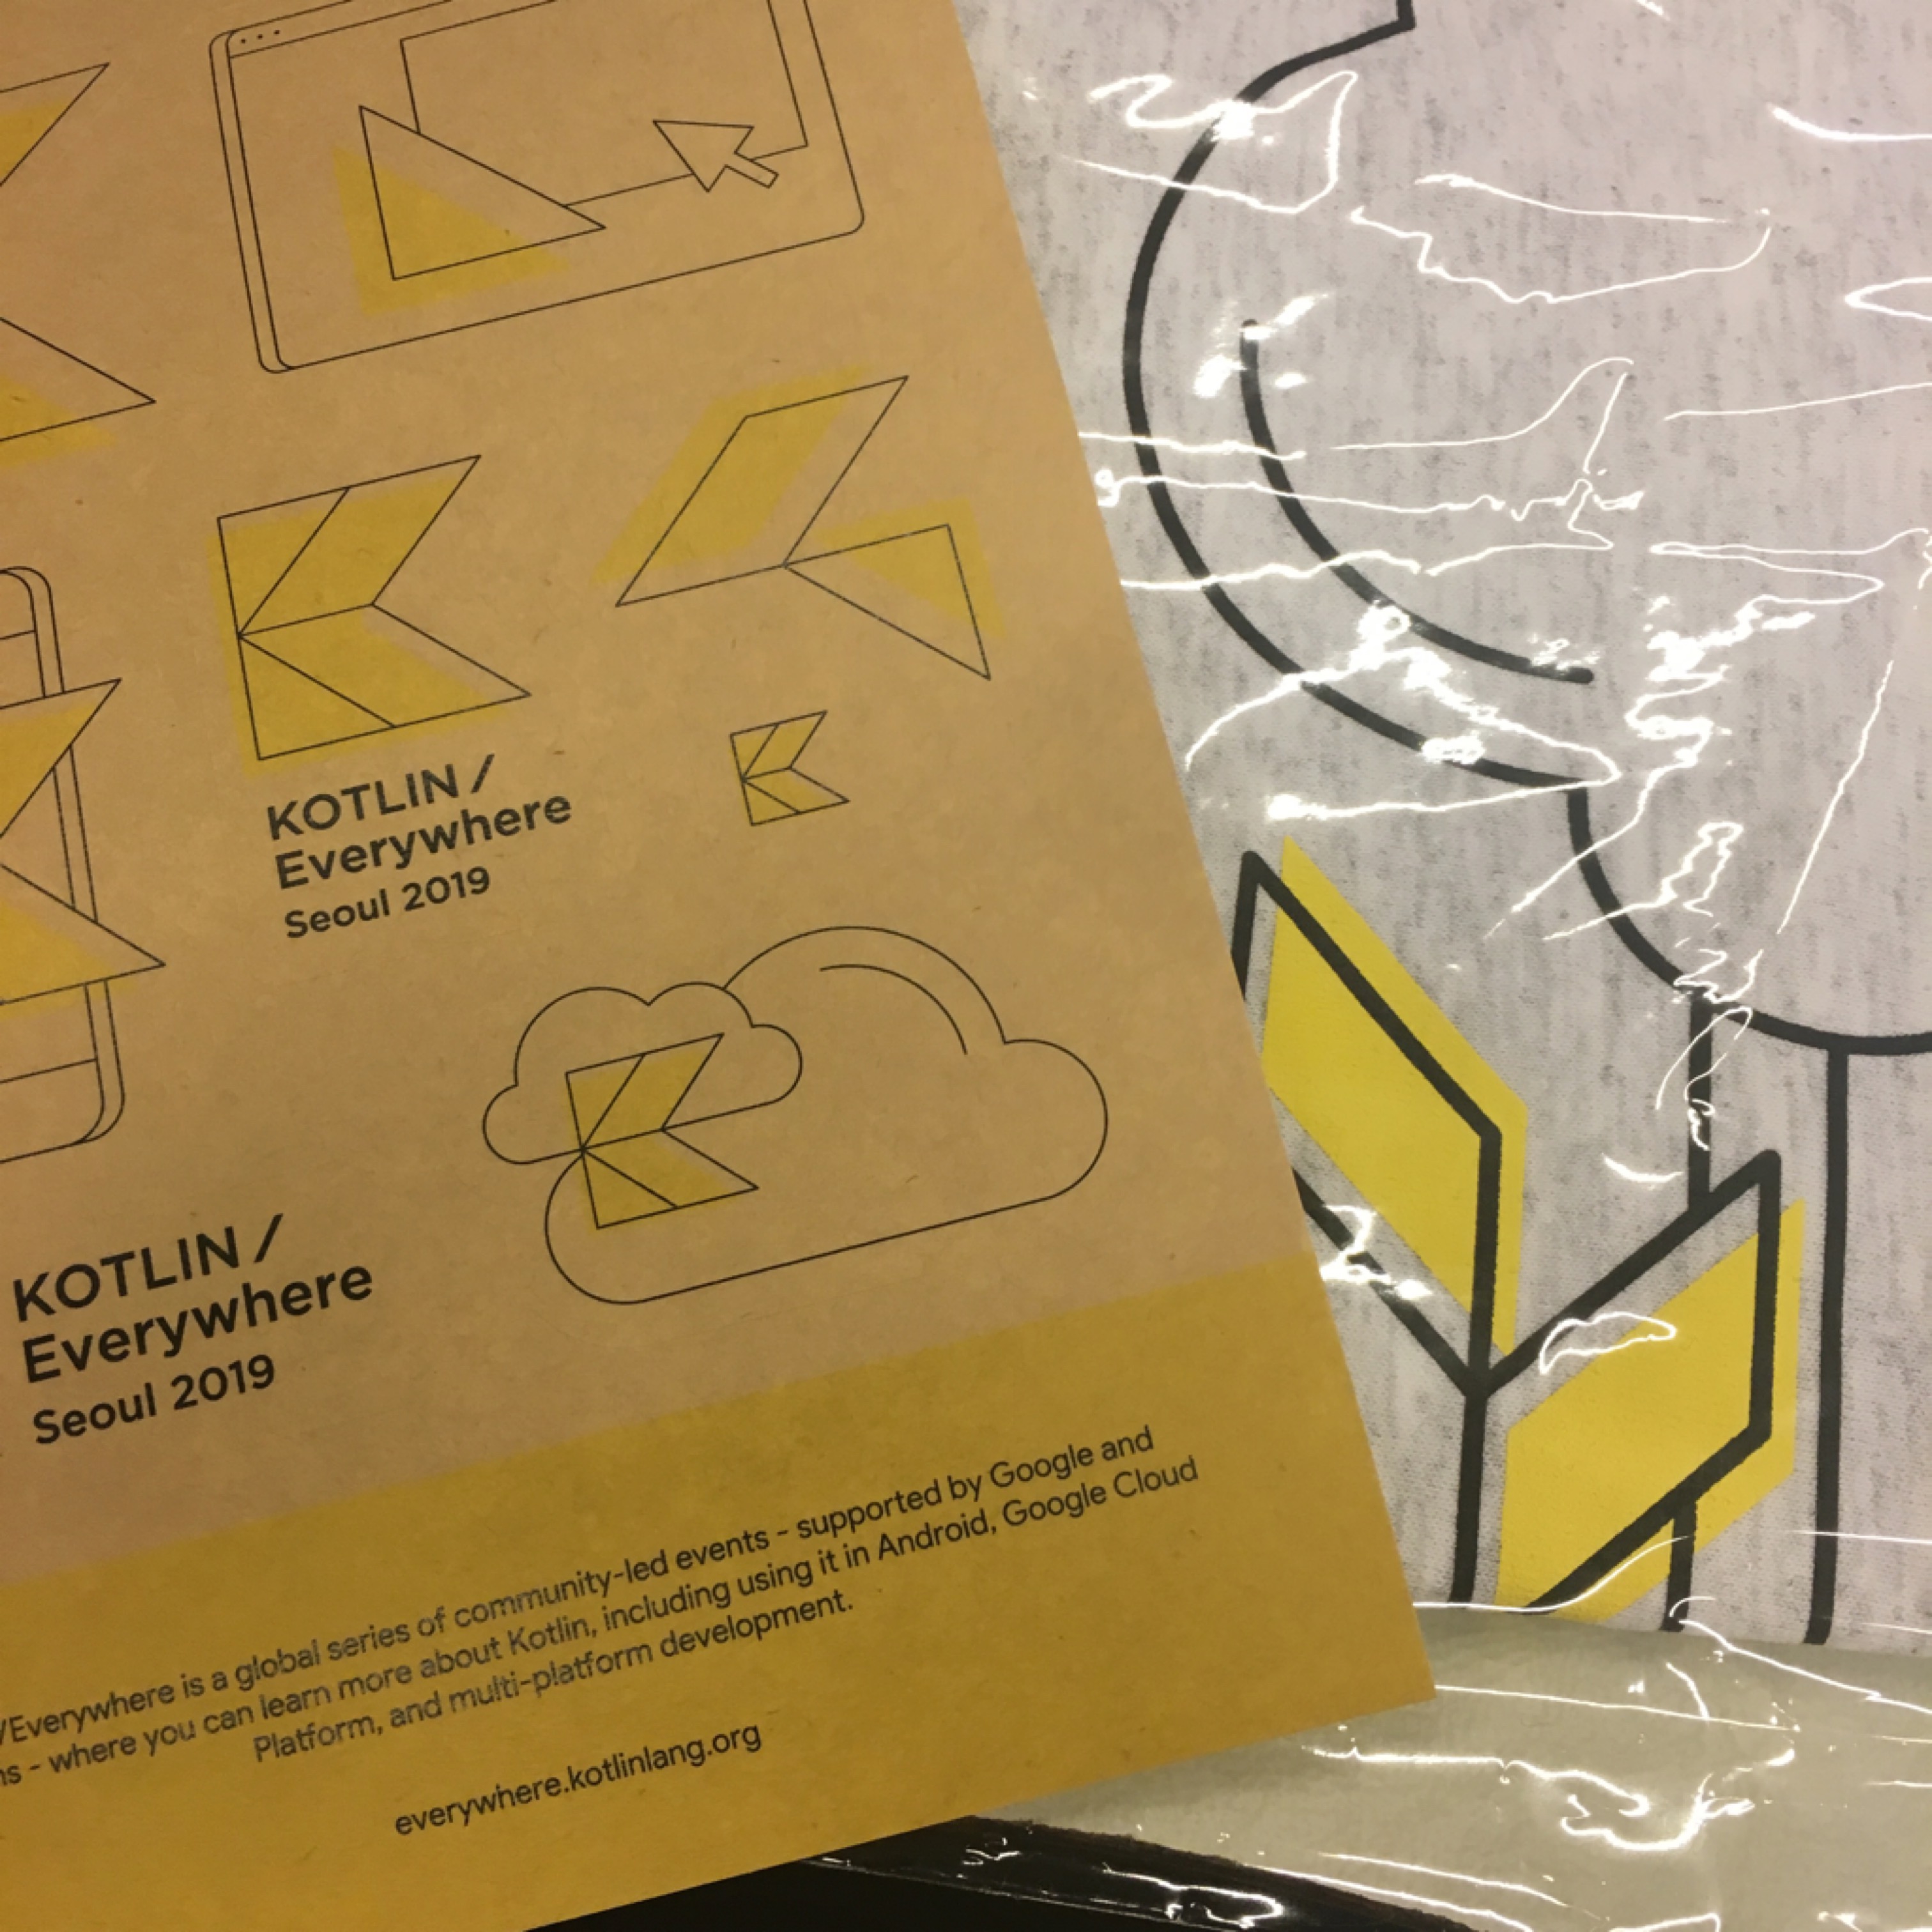 KOTLIN /
Everywhere
Seoul 2019
KOTLIN /
Everywhere
Seoul 2019
/Everywhere is a global series of community-led events - supported by Google and
- where you can learn more about Kotlin, including using it in Android, Google Cloud
Platform, and multi-platform development.
everywhere.kotlinlang.org